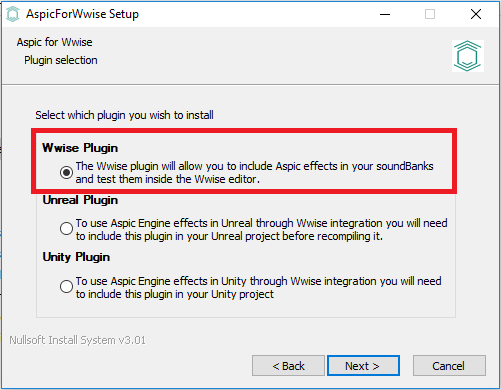 AspicForWwise Setup
Aspic for Wwise
Plugin selection
Select which plugin you wish to install
Wwise Plugin
The Wwise plugin will allow you to include Aspic effects in your soundBanks
and test them inside the Wwise editor.
Unreal Plugin
To use Aspic Engine effects in Unreal through Wwise integration you will need
to include this plugin in your Unreal project before recompiling it.
Unity Plugin
To use Aspic Engine effects in Unity through Wwise integration you will need
to include this plugin in your Unity project
Nullsoft Install System v3.01
< Back Next > Cancel